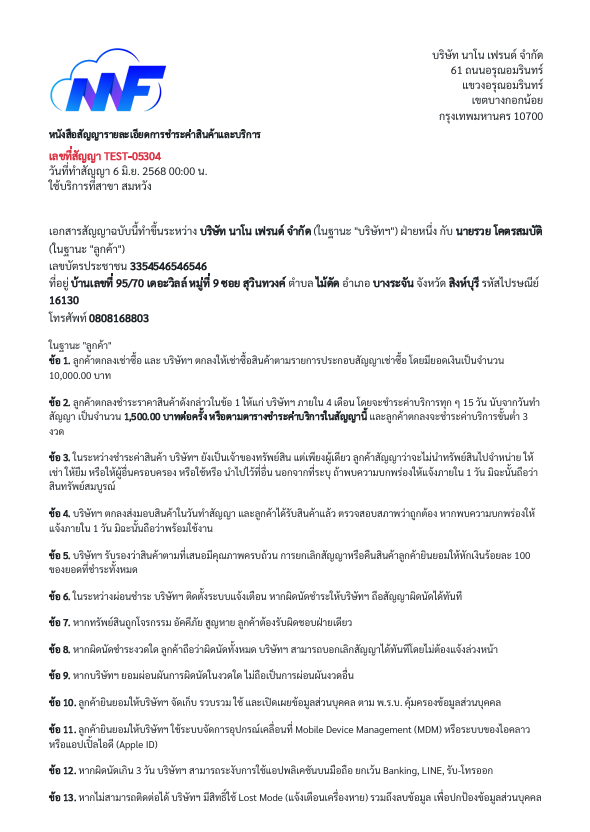 NNF
บริษัท นาโน เฟรนด์ จำกัด
61 ถนนอรุณอมรินทร์
แขวงอรุณอมรินทร์
เขตบางกอกน้อย
กรุงเทพมหานคร 10700
หนังสือสัญญารายละเอียดการชำระค่าสินค้าและบริการ
เลขที่สัญญา TEST-05304
วันที่ทำสัญญา 6 มิ.ย. 2568 00:00 น.
ใช้บริการที่สาขา สมหวัง
เอกสารสัญญาฉบับนี้ทำขึ้นระหว่าง บริษัท นาโน เฟรนด์ จำกัด (ในฐานะ "บริษัทฯ") ฝ่ายหนึ่ง กับ นายรวย โคตรสมบัติ
(ในฐานะ "ลูกค้า")
เลขบัตรประชาชน 3354546546546
ที่อยู่ บ้านเลขที่ 95/70 เดอะวิลล์ หมู่ที่ 9 ซอย สุวินทวงค์ ตำบล ไม้ดัด อำเภอ บางระจัน จังหวัด สิงห์บุรี รหัสไปรษณีย์
16130
โทรศัพท์ 0808168803
ในฐานะ "ลูกค้า"
ข้อ 1. ลูกค้าตกลงเช่าซื้อ และ บริษัทฯ ตกลงให้เช่าซื้อสินค้าตามรายการประกอบสัญญาเช่าซื้อ โดยมียอดเงินเป็นจำนวน
10,000.00 บาท
ข้อ 2. ลูกค้าตกลงชำระราคาสินค้าดังกล่าวในข้อ 1 ให้แก่ บริษัทฯ ภายใน 4 เดือน โดยจะชำระค่าบริการทุก ๆ 15 วัน นับจากวันทำ
สัญญา เป็นจำนวน 1,500.00 บาทต่อครั้ง หรือตามตารางชำระค่าบริการในสัญญานี้ และลูกค้าตกลงจะชำระค่าบริการขั้นต่ำ 3
งวด
ข้อ 3. ในระหว่างชำระค่าสินค้า บริษัทฯ ยังเป็นเจ้าของทรัพย์สิน แต่เพียงผู้เดียว ลูกค้าสัญญาว่าจะไม่นำทรัพย์สินไปจำหน่าย ให้
เช่า ให้ยืม หรือให้ผู้อื่นครอบครอง หรือใช้หรือ นำไปไว้ที่อื่น นอกจากที่ระบุ ถ้าพบความบกพร่องให้แจ้งภายใน 1 วัน มิฉะนั้นถือว่า
สินทรัพย์สมบูรณ์
ข้อ 4. บริษัทฯ ตกลงส่งมอบสินค้าในวันทำสัญญา และลูกค้าได้รับสินค้าแล้ว ตรวจสอบสภาพว่าถูกต้อง หากพบความบกพร่องให้
แจ้งภายใน 1 วัน มิฉะนั้นถือว่าพร้อมใช้งาน
ข้อ 5. บริษัทฯ รับรองว่าสินค้าตามที่เสนอมีคุณภาพครบถ้วน การยกเลิกสัญญาหรือคืนสินค้าลูกค้ายินยอมให้หักเงินร้อยละ 100
ของยอดที่ชำระทั้งหมด
ข้อ 6. ในระหว่างผ่อนชำระ บริษัทฯ ติดตั้งระบบแจ้งเตือน หากผิดนัดชำระให้บริษัทฯ ถือสัญญาผิดนัดได้ทันที
ข้อ 7. หากทรัพย์สินถูกโจรกรรม อัคคีภัย สูญหาย ลูกค้าต้องรับผิดชอบฝ่ายเดียว
ข้อ 8. หากผิดนัดชำระงวดใด ลูกค้าถือว่าผิดนัดทั้งหมด บริษัทฯ สามารถบอกเลิกสัญญาได้ทันทีโดยไม่ต้องแจ้งล่วงหน้า
ข้อ 9. หากบริษัทฯ ยอมผ่อนผันการผิดนัดในงวดใด ไม่ถือเป็นการผ่อนผันงวดอื่น
ข้อ 10. ลูกค้ายินยอมให้บริษัทฯ จัดเก็บ รวบรวม ใช้ และเปิดเผยข้อมูลส่วนบุคคล ตาม พ.ร.บ. คุ้มครองข้อมูลส่วนบุคคล
ข้อ 11. ลูกค้ายินยอมให้บริษัทฯ ใช้ระบบจัดการอุปกรณ์เคลื่อนที่ Mobile Device Management (MDM) หรือระบบของไอคลาว
หรือแอปเปิ้ลไอดี (Apple ID)
ข้อ 12. หากผิดนัดเกิน 3 วัน บริษัทฯ สามารถระงับการใช้แอปพลิเคชันบนมือถือ ยกเว้น Banking, LINE, รับ-โทรออก
ข้อ 13. หากไม่สามารถติดต่อได้ บริษัทฯ มีสิทธิ์ใช้ Lost Mode (แจ้งเตือนเครื่องหาย) รวมถึงลบข้อมูล เพื่อปกป้องข้อมูลส่วนบุคคล